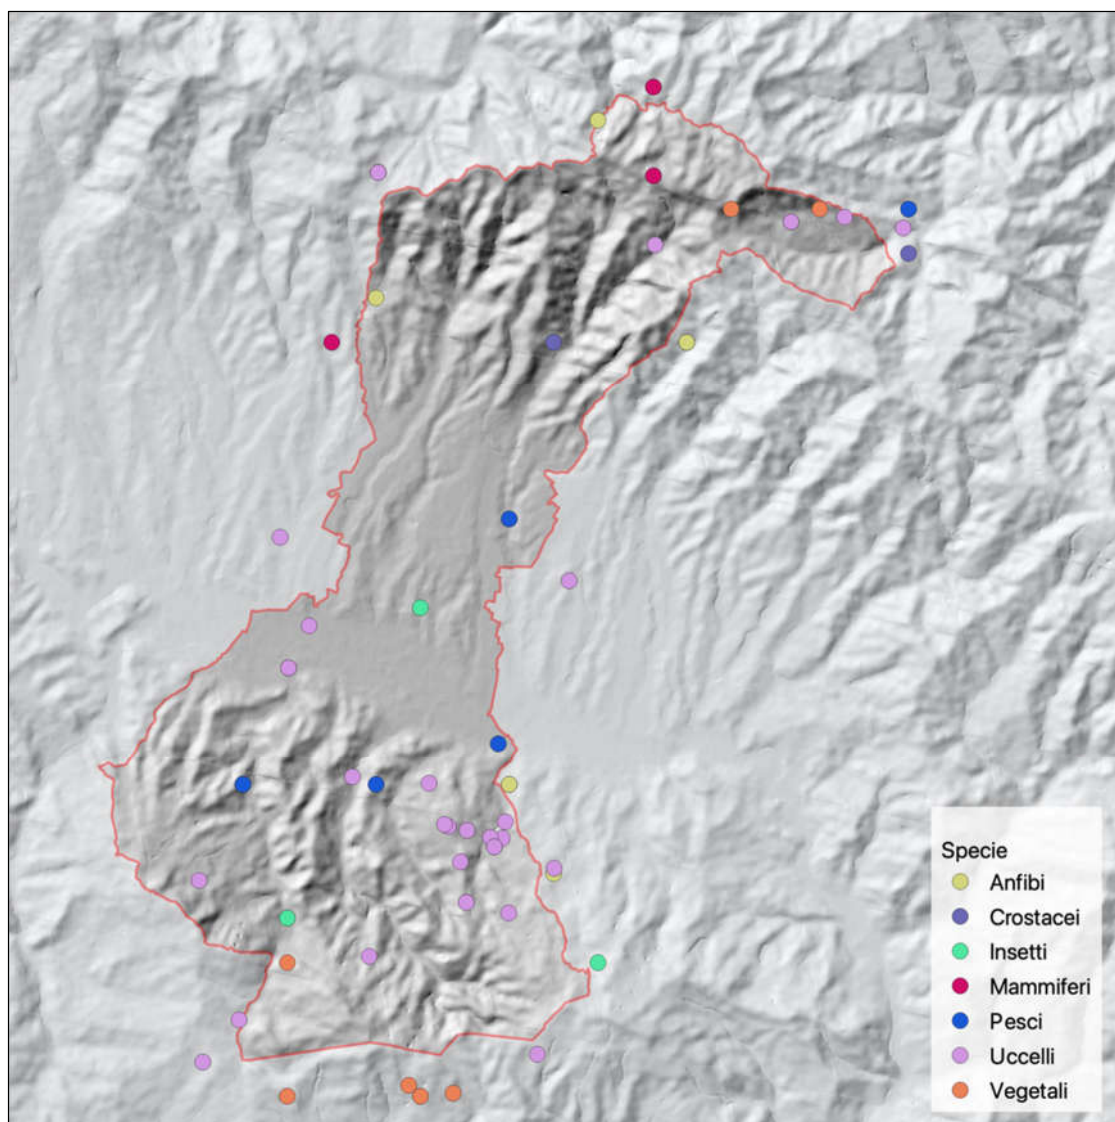 Specie
Anfibi
Crostacei
Insetti
Mammiferi
Pesci
Uccelli
Vegetali